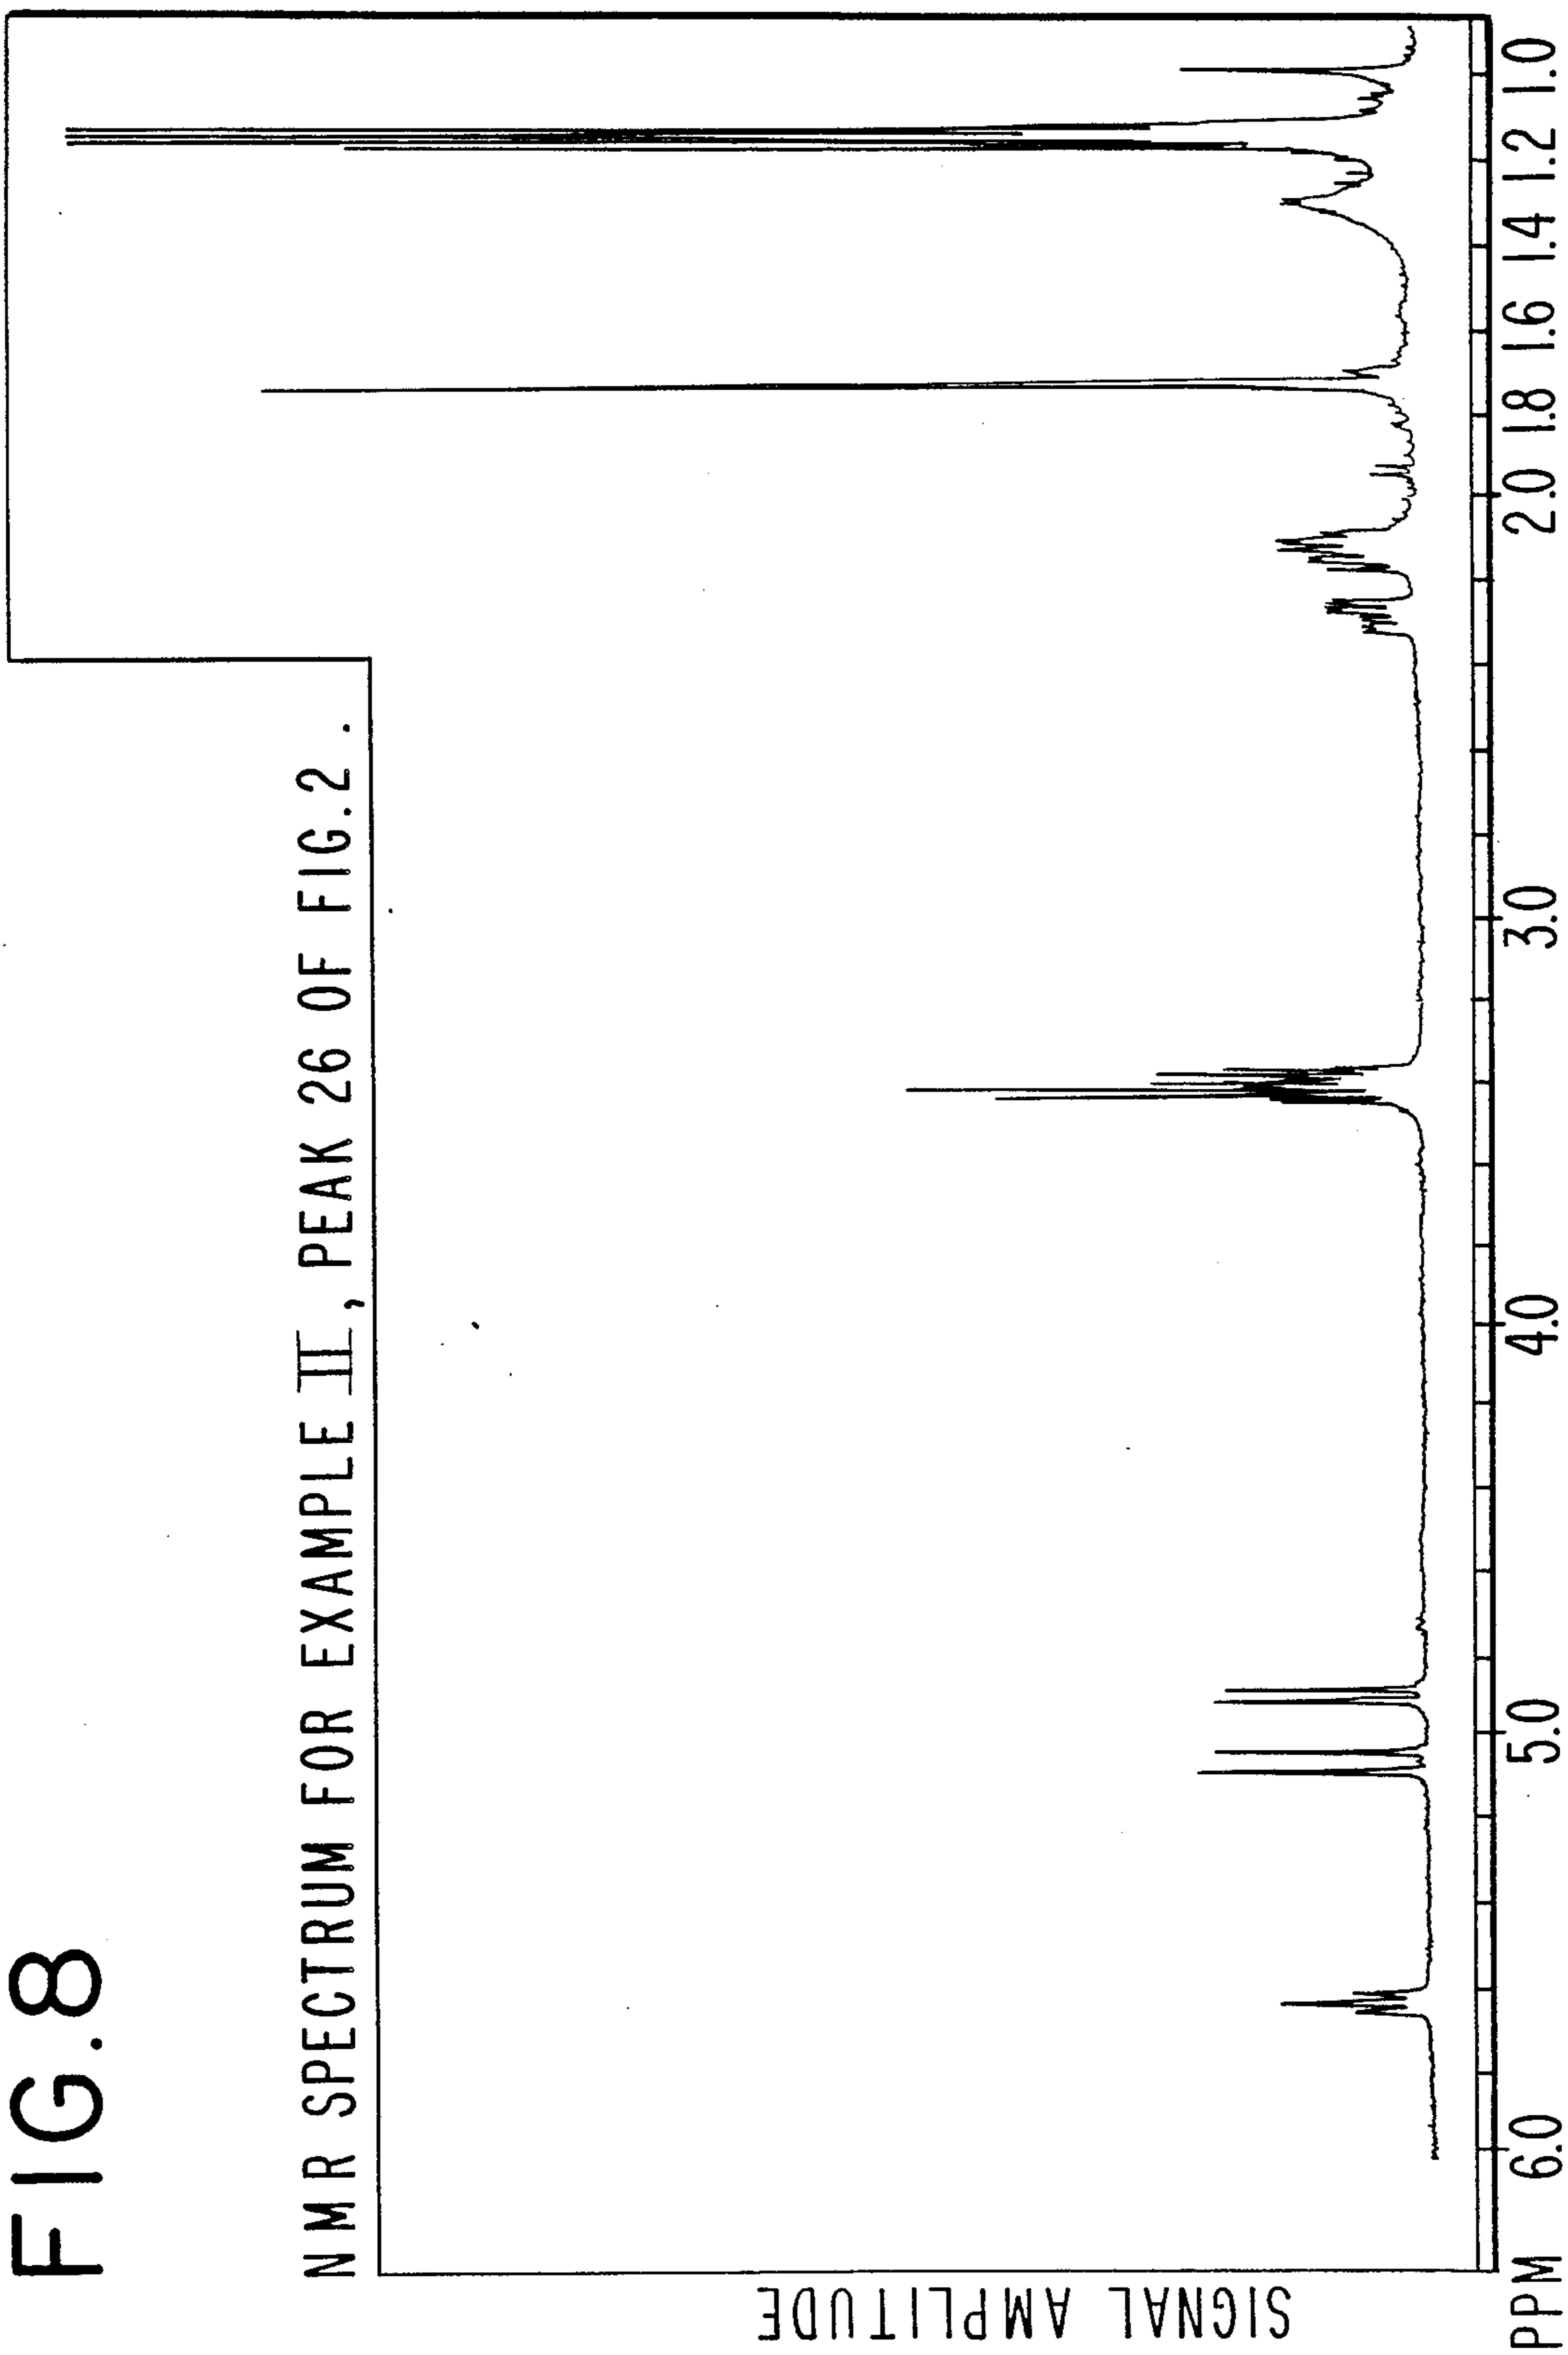 FIG.8
NMR SPECTRUM FOR EXAMPLE II, PEAK 26 OF FIG.2.
SIGNAL AMPLITUDE
PPM 6.0 5.0 4.0 3.0 2.0 1.8 1.6 1.4 1.2 1.0